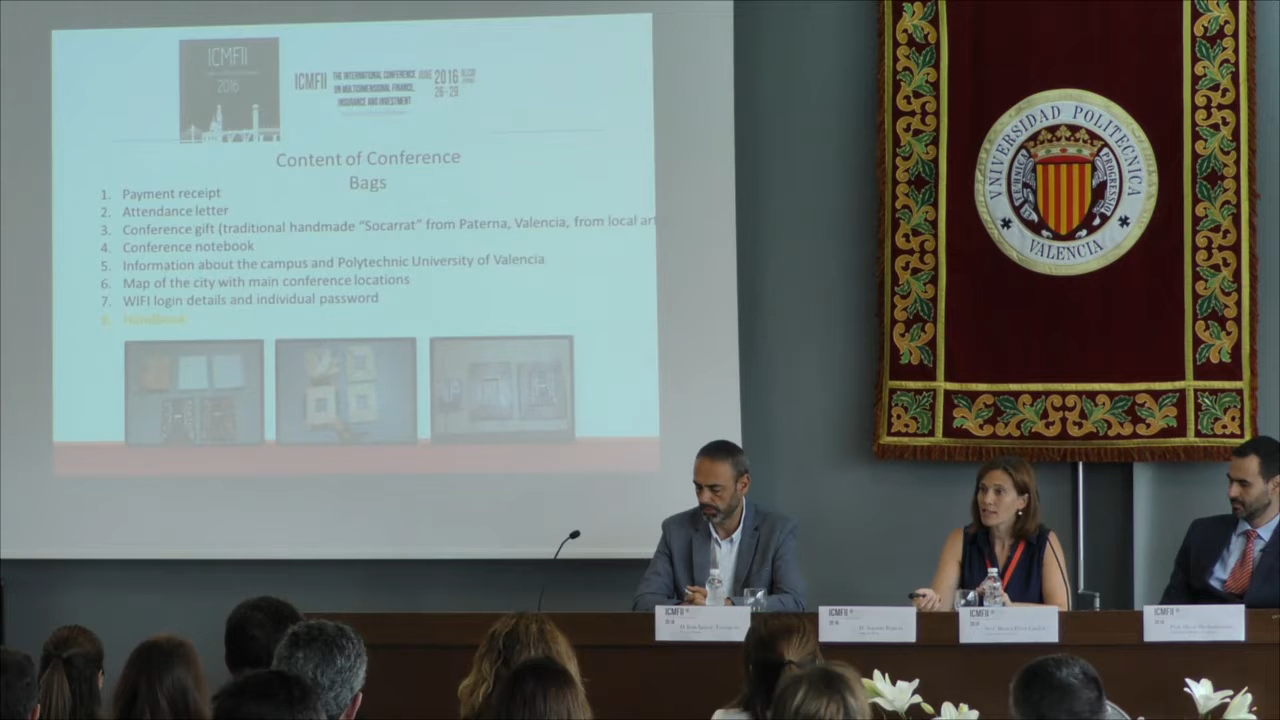 ICMFII
2016
ICMFII
THE INTERNATIONAL CONFERENCE
ON MULTIDIMENSIONAL FINANCE,
INSURANCE AND INVESTMENT
JUNE 2016
26-29
Content of Conference
Bags
1. Payment receipt
2. Attendance letter
3. Conference gift (traditional handmade “Socarrat” from Paterna, Valencia, from local art
4. Conference notebook
5. Information about the campus and Polytechnic University of Valencia
6. Map of the city with main conference locations
7. WIFI login details and individual password
8. Handbook
VNIVERSIDAD POLITECNICA
VALENCIA
ICMFII
ICMFII
ICMFII
ICMFII